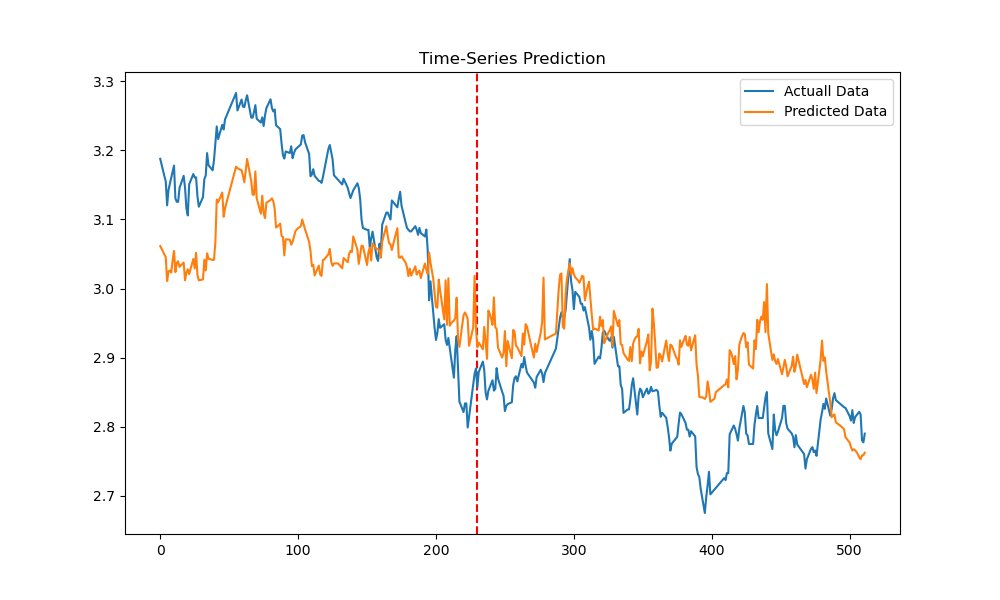 Time-Series Prediction
Actuall Data
Predicted Data
3.3
3.2
3.1
3.0
2.9
2.8
2.7
0 100 200 300 400 500